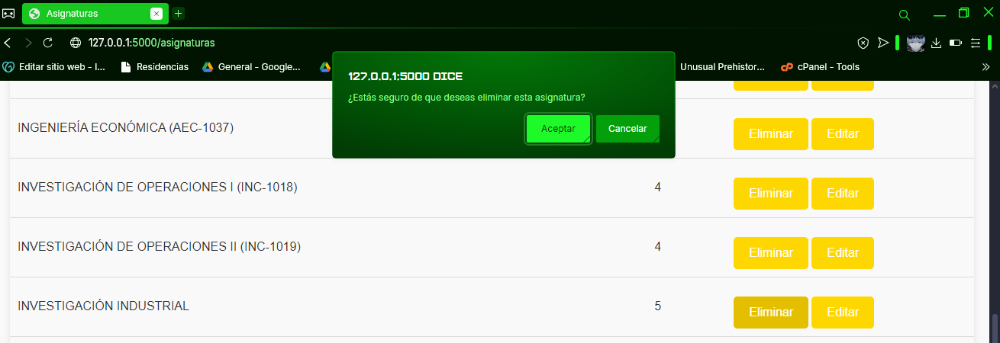 Asignaturas
127.0.0.1:5000/asignaturas
Editar sitio web - I...
Residencias
General - Google...
Unusual Prehistor...
cPanel - Tools
127.0.0.1:5000 DICE
¿Estás seguro de que deseas eliminar esta asignatura?
Aceptar
Cancelar
INGENIERÍA ECONÓMICA (AEC-1037)
Eliminar
Editar
INVESTIGACIÓN DE OPERACIONES I (INC-1018)
4
Eliminar
Editar
INVESTIGACIÓN DE OPERACIONES II (INC-1019)
4
Eliminar
Editar
INVESTIGACIÓN INDUSTRIAL
5
Eliminar
Editar